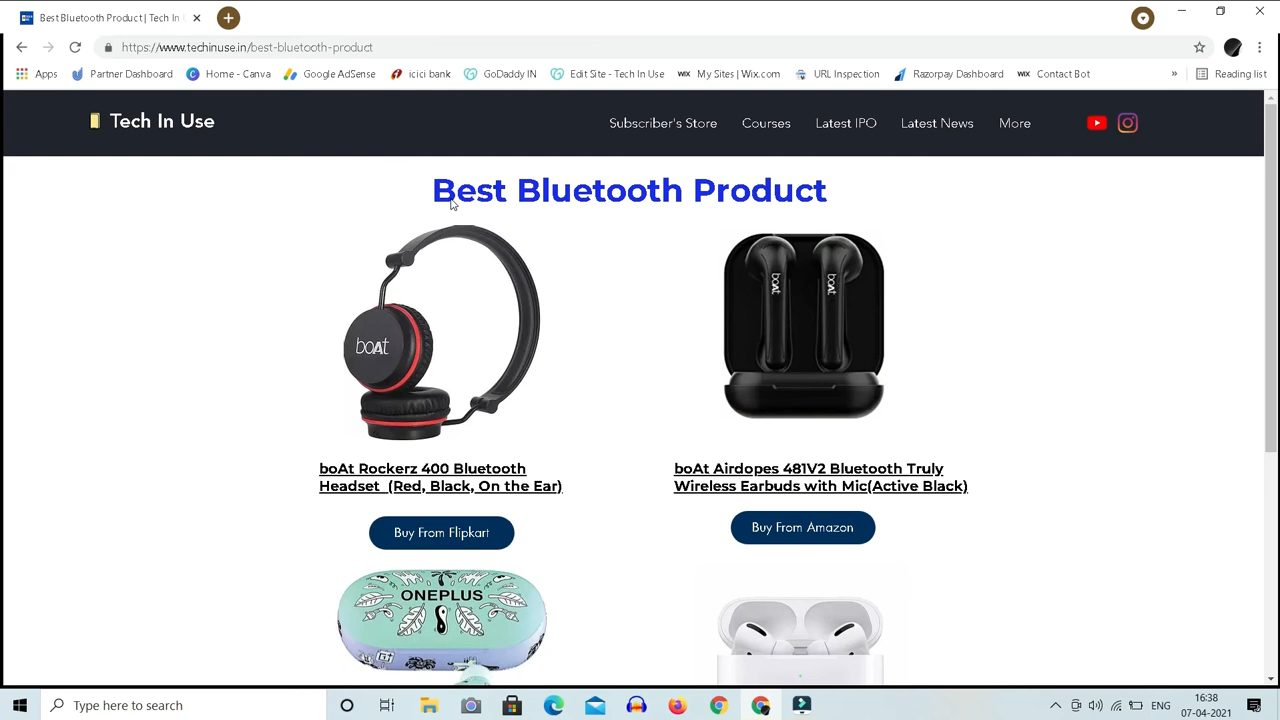 Best Bluetooth Product | Tech In U
https://www.techinuse.in/best-bluetooth-product
Apps Partner Dashboard Home - Canva Google AdSense icici bank GoDaddy IN Edit Site - Tech In Use WIX My Sites | Wix.com URL Inspection Razorpay Dashboard WIX Contact Bot » Reading list
Tech In Use Subscriber's Store Courses Latest IPO Latest News More
Best Bluetooth Product
boAt
boAt
boAt
boAt Rockerz 400 Bluetooth
Headset (Red, Black, On the Ear)
boAt Airdopes 481V2 Bluetooth Truly
Wireless Earbuds with Mic(Active Black)
Buy From Flipkart
Buy From Amazon
ONEPLUS
Type here to search
ENG
16:38
07-04-2021